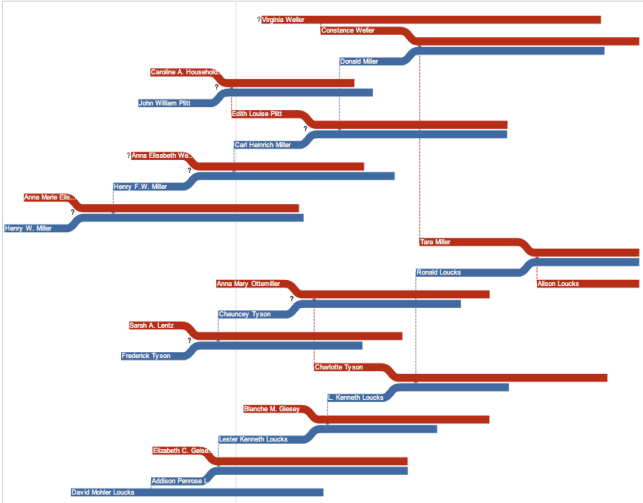 ?Virginia Weller
Constance Weller
Donald Miller
Caroline A. Household
?
John William Plitt
Edith Louise Plitt
?
Carl Heinrich Miller
?Anna Elisabeth We...
?
Henry F.W. Miller
Anna Marie Elis...
?
Henry W. Miller
Tara Miller
Ronald Loucks
Alison Loucks
Anna Mary Ottemiller
?
Chauncey Tyson
Sarah A. Lentz
?
Frederick Tyson
Charlotte Tyson
L. Kenneth Loucks
Blanche M. Giesey
Lester Kenneth Loucks
Elizabeth C. Geise
Addison Penrose L
David Mohler Loucks